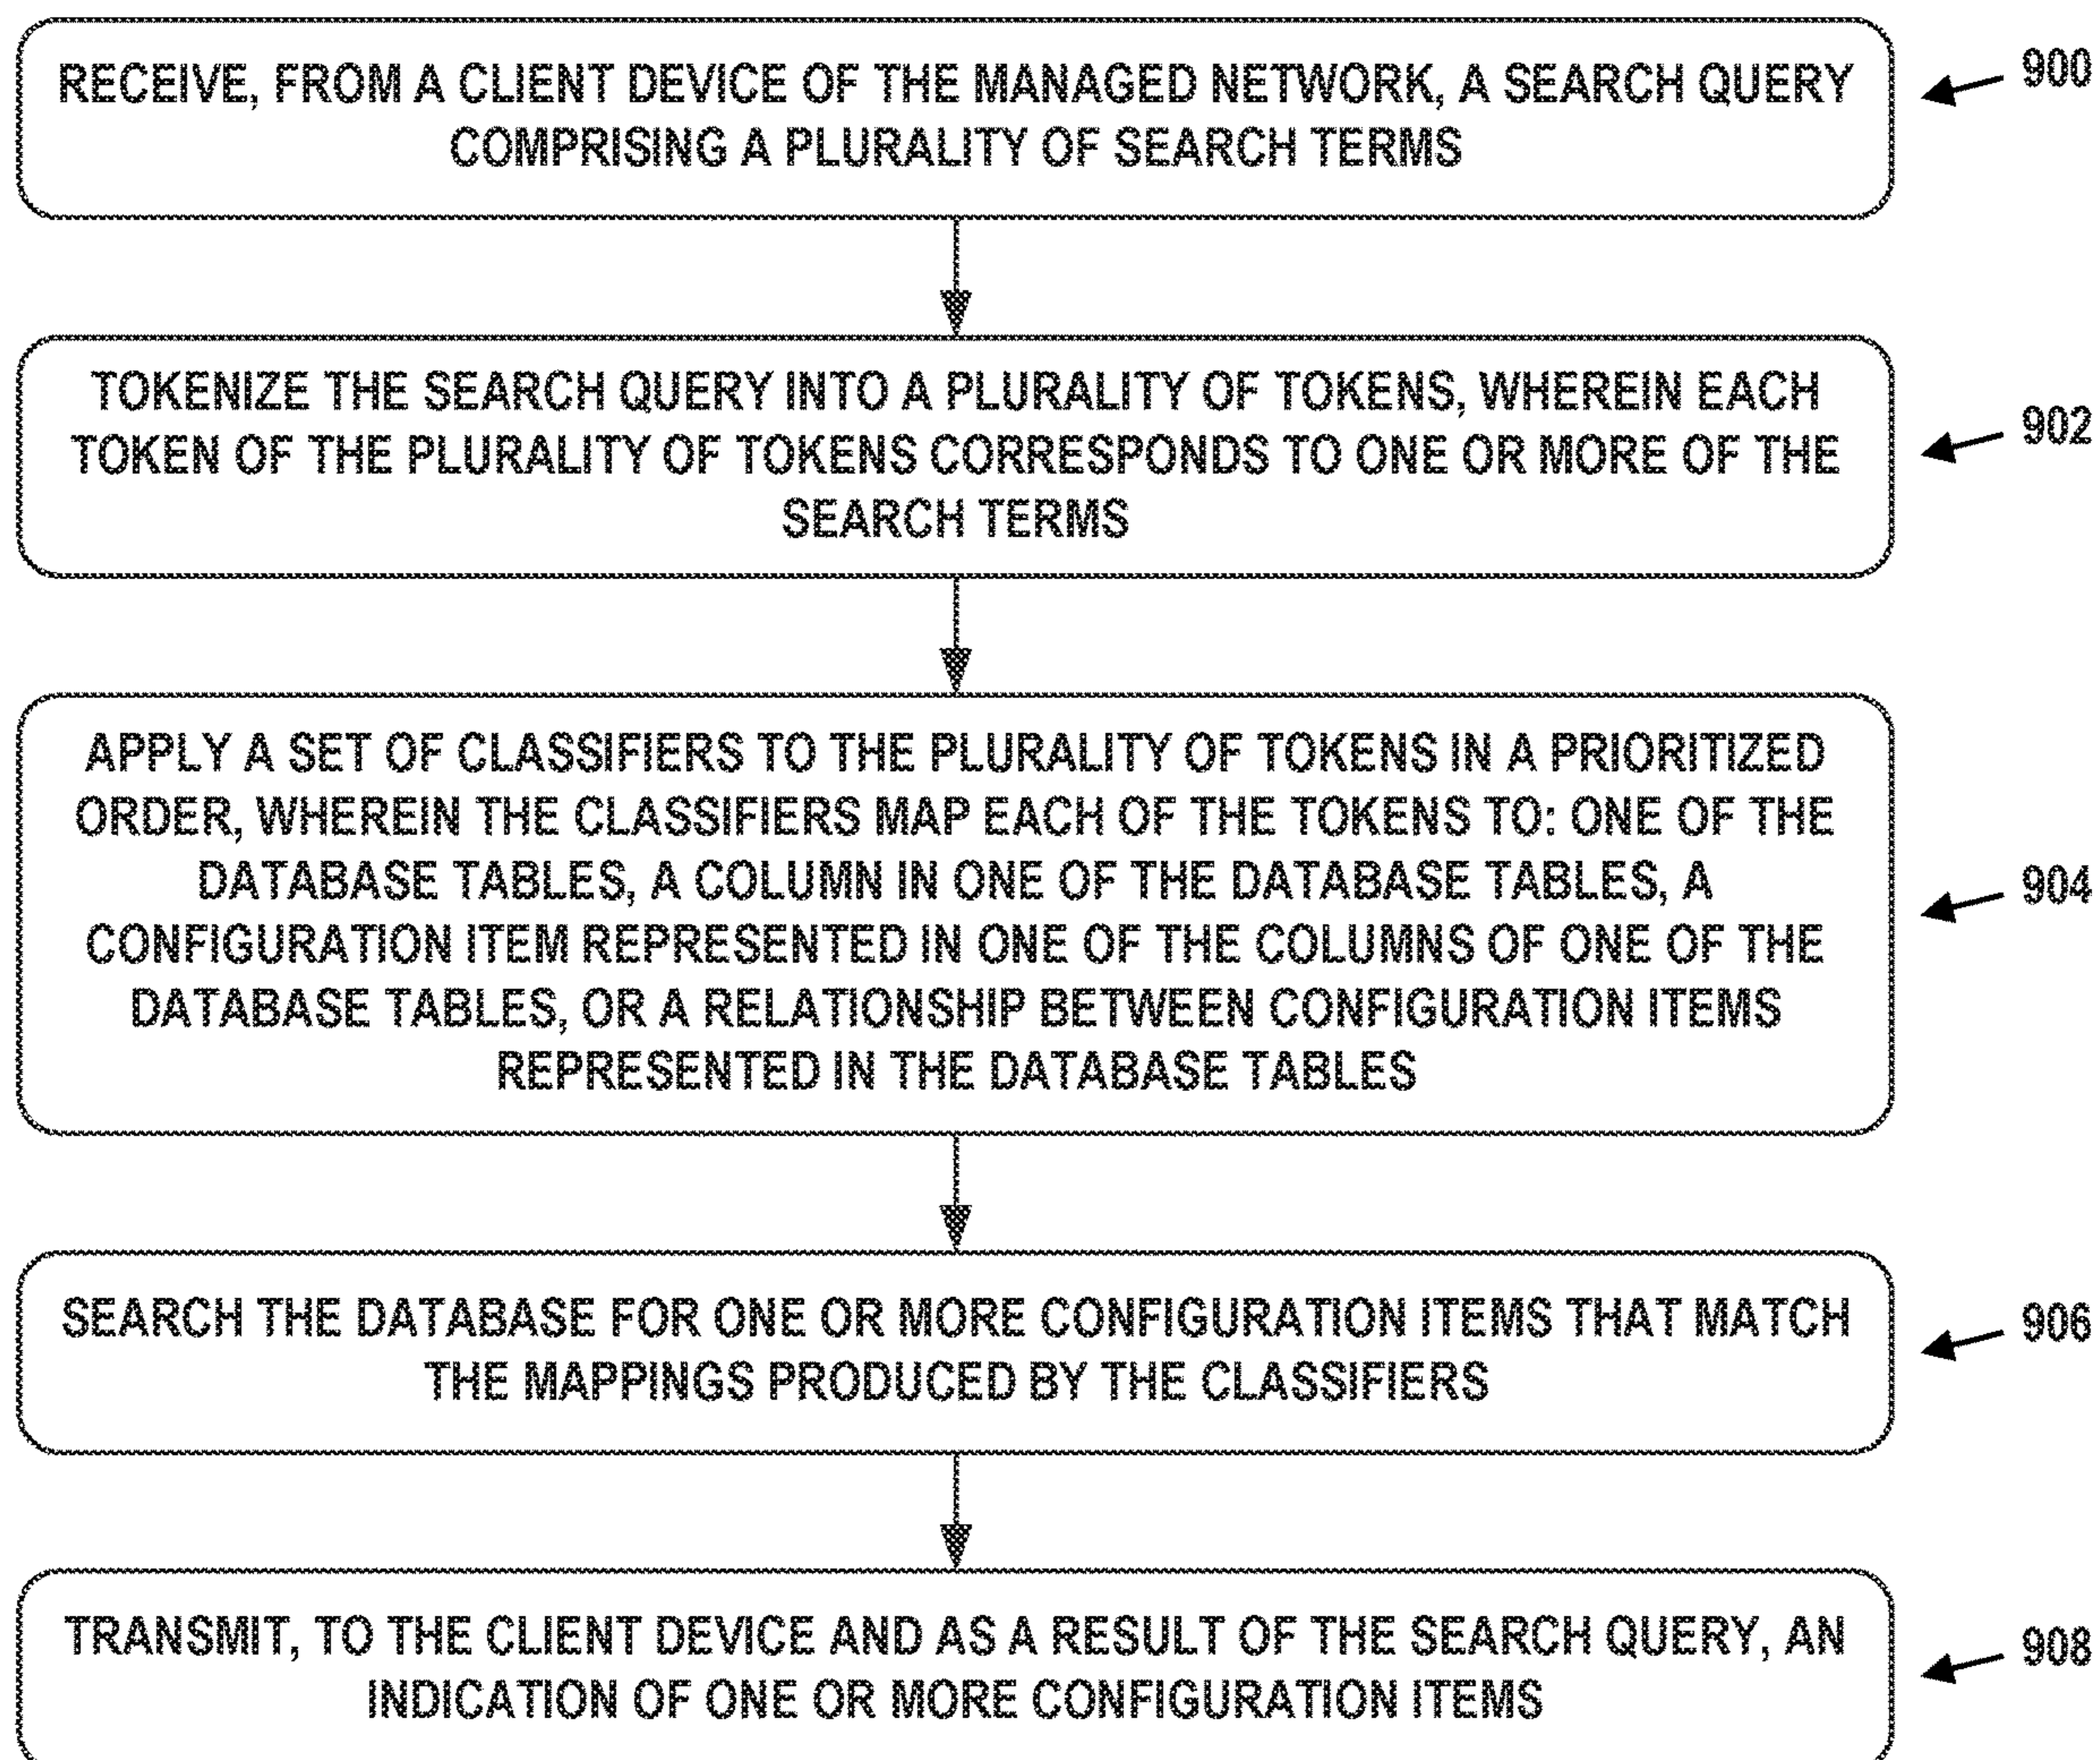 RECEIVE, FROM A CLIENT DEVICE OF THE MANAGED NETWORK, A SEARCH QUERY
COMPRISING A PLURALITY OF SEARCH TERMS
900
TOKENIZE THE SEARCH QUERY INTO A PLURALITY OF TOKENS, WHEREIN EACH
TOKEN OF THE PLURALITY OF TOKENS CORRESPONDS TO ONE OR MORE OF THE
SEARCH TERMS
902
APPLY A SET OF CLASSIFIERS TO THE PLURALITY OF TOKENS IN A PRIORITIZED
ORDER, WHEREIN THE CLASSIFIERS MAP EACH OF THE TOKENS TO: ONE OF THE
DATABASE TABLES, A COLUMN IN ONE OF THE DATABASE TABLES, A
CONFIGURATION ITEM REPRESENTED IN ONE OF THE COLUMNS OF ONE OF THE
DATABASE TABLES, OR A RELATIONSHIP BETWEEN CONFIGURATION ITEMS
REPRESENTED IN THE DATABASE TABLES
904
SEARCH THE DATABASE FOR ONE OR MORE CONFIGURATION ITEMS THAT MATCH
THE MAPPINGS PRODUCED BY THE CLASSIFIERS
906
TRANSMIT, TO THE CLIENT DEVICE AND AS A RESULT OF THE SEARCH QUERY, AN
INDICATION OF ONE OR MORE CONFIGURATION ITEMS
908